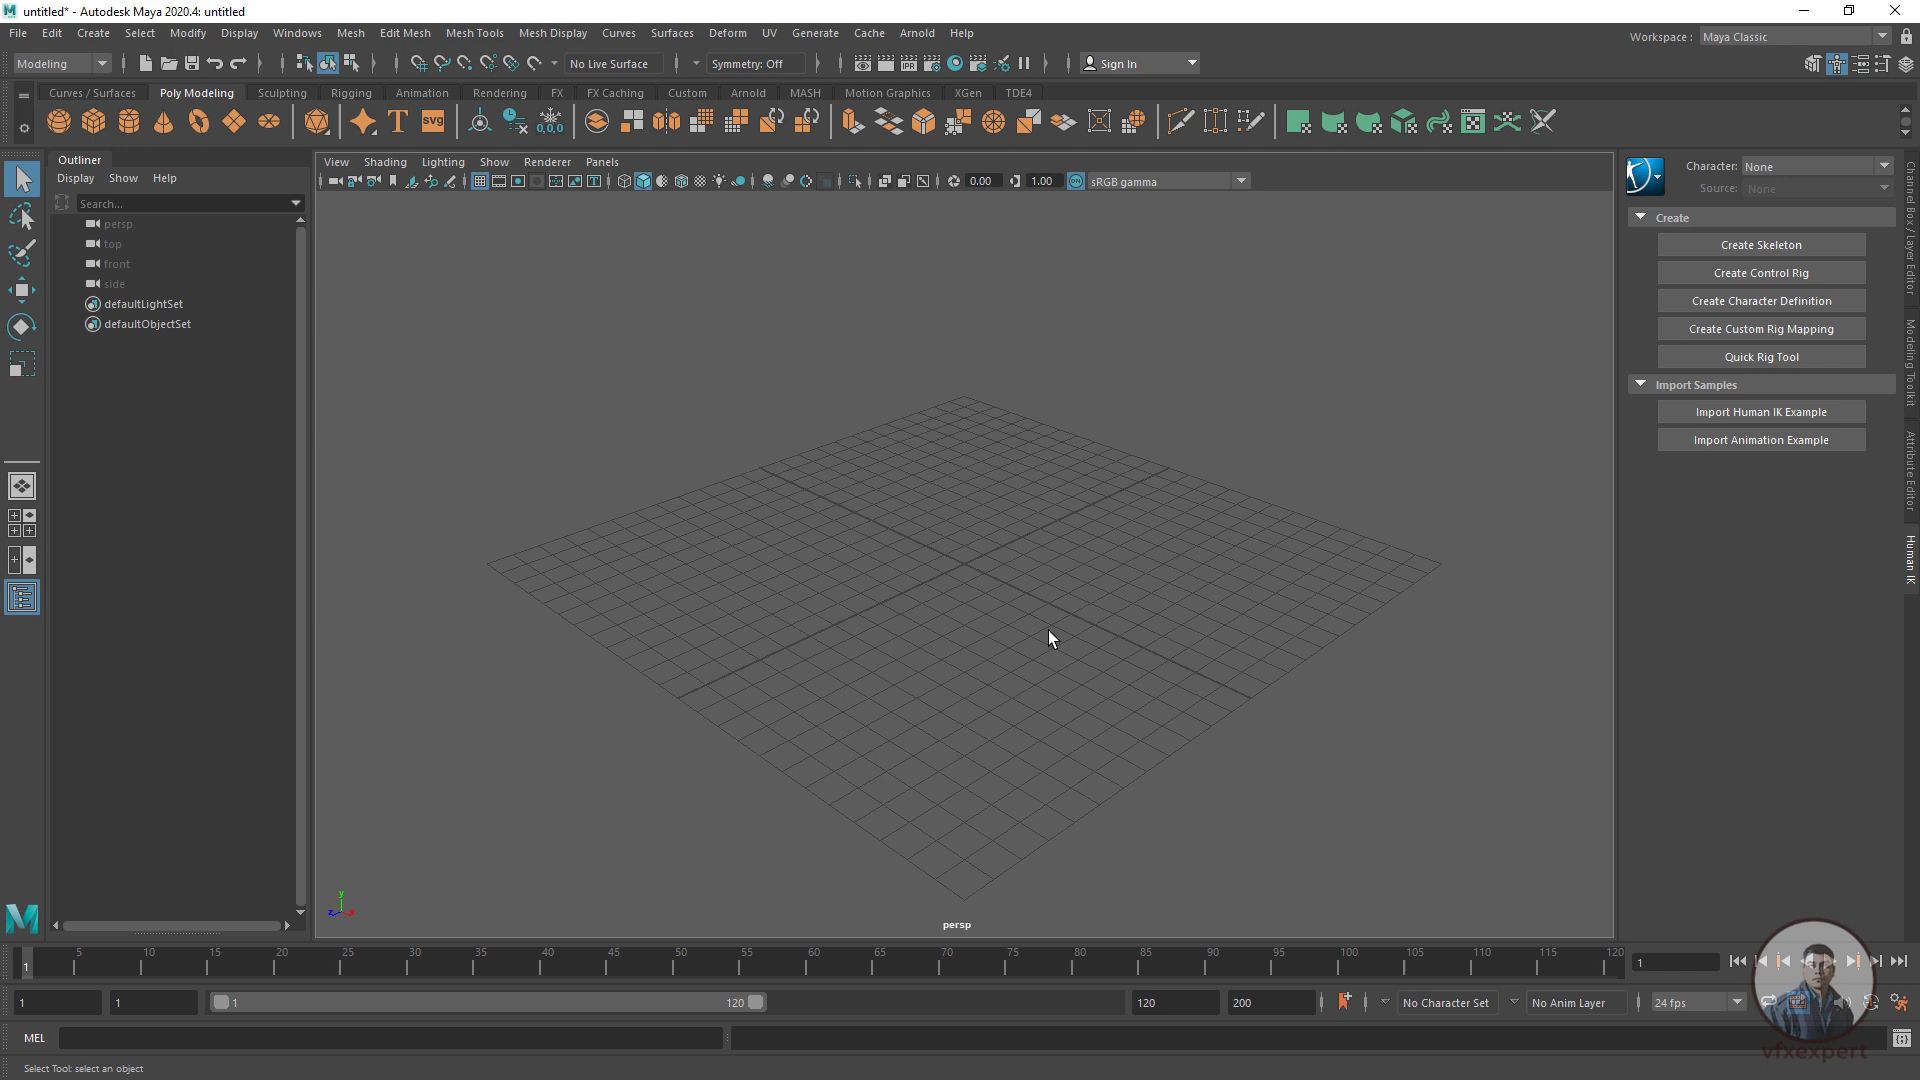 untitled* - Autodesk Maya 2020.4: untitled
File Edit Create Select Modify Display Windows Mesh Edit Mesh Mesh Tools Mesh Display Curves Surfaces Deform UV Generate Cache Arnold Help
Workspace : Maya Classic
Modeling No Live Surface Symmetry: Off IPR Sign In
Curves / Surfaces Poly Modeling Sculpting Rigging Animation Rendering FX FX Caching Custom Arnold MASH Motion Graphics XGen TDE4
T SVG 0,0,0
Outliner
Display Show Help
Search...
persp
top
front
side
defaultLightSet
defaultObjectSet
View Shading Lighting Show Renderer Panels
0.00 1.00 ON sRGB gamma
y
z x
persp
Character: None
Source: None
Create
Create Skeleton
Create Control Rig
Create Character Definition
Create Custom Rig Mapping
Quick Rig Tool
Import Samples
Import Human IK Example
Import Animation Example
Channel Box / Layer Editor
Modeling Toolkit
Attribute Editor
Human IK
5 10 15 20 25 30 35 40 45 50 55 60 65 70 75 80 85 90 95 100 105 110 115 120
1 1
1 1 1 120 120 200 No Character Set No Anim Layer 24 fps
MEL
vfxexpert
Select Tool: select an object